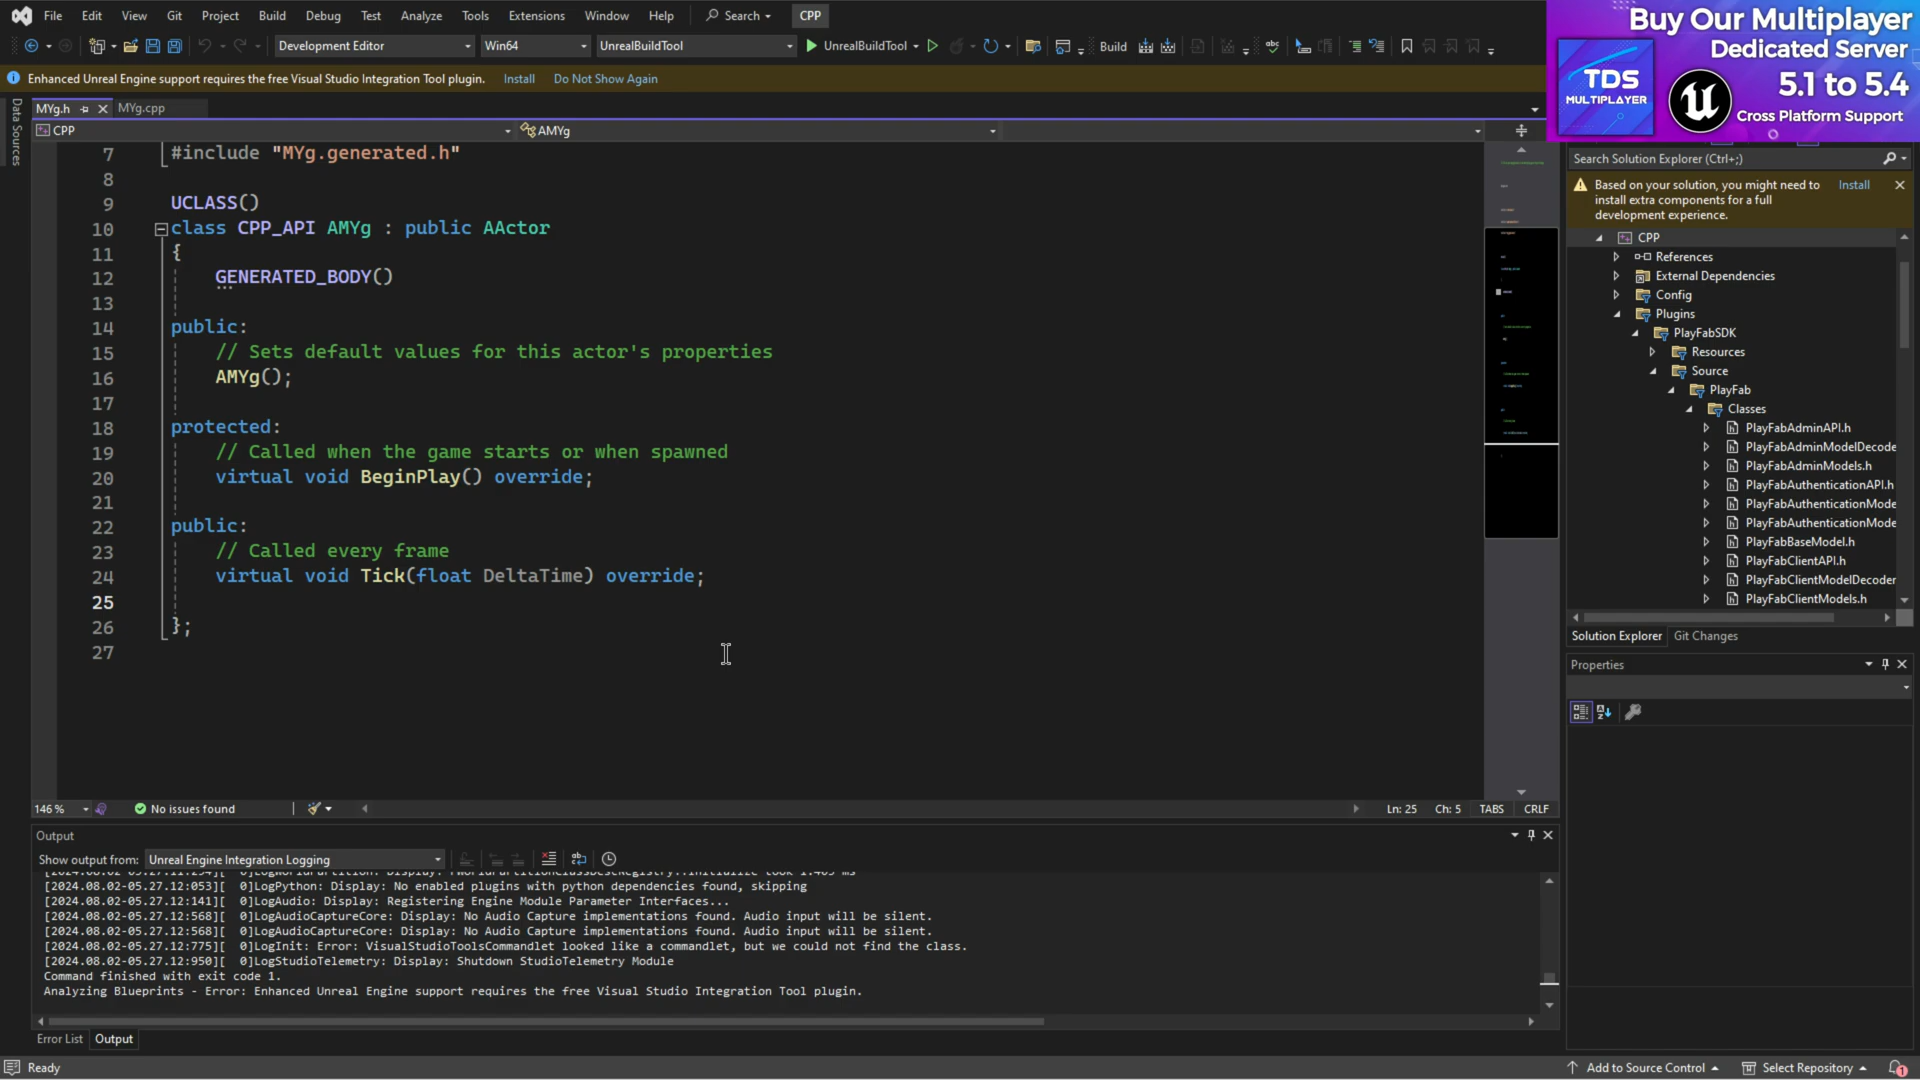 File Edit View Git Project Build Debug Test Analyze Tools Extensions Window Help Search CPP
Buy Our Multiplayer
Dedicated Server
5.1 to 5.4
Cross Platform Support
TDS
MULTIPLAYER
Development Editor Win64 UnrealBuildTool UnrealBuildTool Build
Enhanced Unreal Engine support requires the free Visual Studio Integration Tool plugin. Install Do Not Show Again
Data Sources
MYg.h MYg.cpp
CPP AMYg
7 #include "MYg.generated.h"
8
9 UCLASS()
10 class CPP_API AMYg : public AActor
11 {
12 GENERATED_BODY()
13
14 public:
15 // Sets default values for this actor's properties
16 AMYg();
17
18 protected:
19 // Called when the game starts or when spawned
20 virtual void BeginPlay() override;
21
22 public:
23 // Called every frame
24 virtual void Tick(float DeltaTime) override;
25
26 };
27
146 % No issues found Ln: 25 Ch: 5 TABS CRLF
Output
Show output from: Unreal Engine Integration Logging
[2024.08.02-05.27.12:053][ 0]LogPython: Display: No enabled plugins with python dependencies found, skipping
[2024.08.02-05.27.12:141][ 0]LogAudio: Display: Registering Engine Module Parameter Interfaces...
[2024.08.02-05.27.12:568][ 0]LogAudioCaptureCore: Display: No Audio Capture implementations found. Audio input will be silent.
[2024.08.02-05.27.12:568][ 0]LogAudioCaptureCore: Display: No Audio Capture implementations found. Audio input will be silent.
[2024.08.02-05.27.12:775][ 0]LogInit: Error: VisualStudioToolsCommandlet looked like a commandlet, but we could not find the class.
[2024.08.02-05.27.12:950][ 0]LogStudioTelemetry: Display: Shutdown StudioTelemetry Module
Command finished with exit code 1.
Analyzing Blueprints - Error: Enhanced Unreal Engine support requires the free Visual Studio Integration Tool plugin.
Error List Output
Search Solution Explorer (Ctrl+;)
Based on your solution, you might need to Install
install extra components for a full
development experience.
CPP
References
External Dependencies
Config
Plugins
PlayFabSDK
Resources
Source
PlayFab
Classes
PlayFabAdminAPI.h
PlayFabAdminModelDecode
PlayFabAdminModels.h
PlayFabAuthenticationAPI.h
PlayFabAuthenticationMode
PlayFabAuthenticationMode
PlayFabBaseModel.h
PlayFabClientAPI.h
PlayFabClientModelDecoder
PlayFabClientModels.h
Solution Explorer Git Changes
Properties
Ready Add to Source Control Select Repository 1